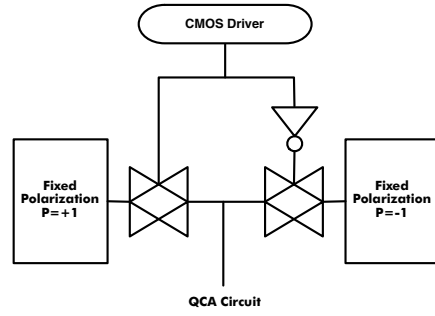 CMOS Driver
Fixed
Polarization
P=+1
Fixed
Polarization
P=-1
QCA Circuit